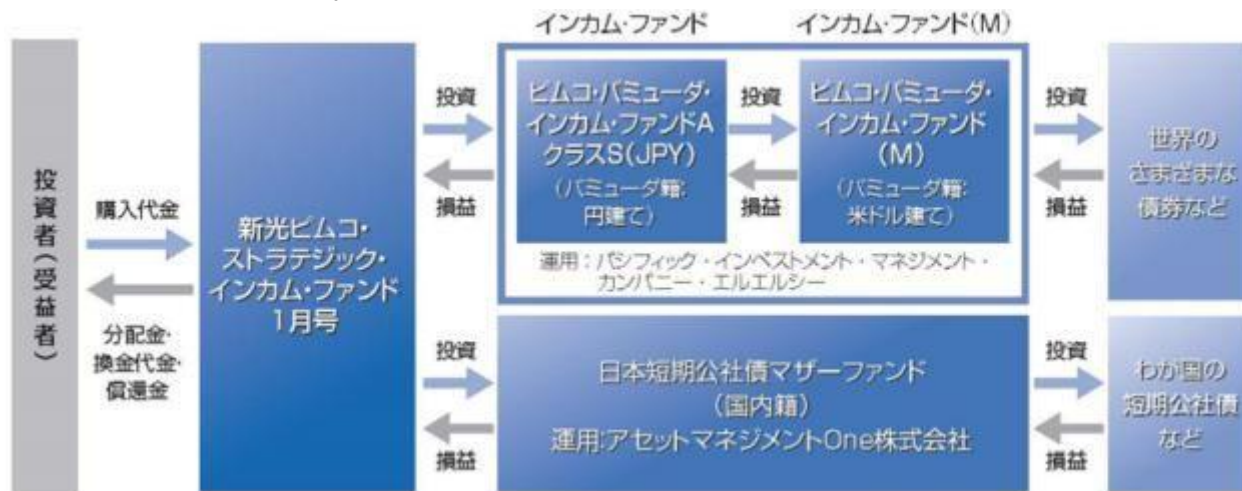 インカム・ファンド
インカム・ファンド(M)
投資者(受益者)
購入代金
分配金・
換金代金・
償還金
新光ピムコ・
ストラテジック・
インカム・ファンド
1月号
投資
損益
ピムコ・バミューダ・
インカム・ファンドA
クラスS(JPY)
(バミューダ籍:
円建て)
投資
損益
ピムコ・バミューダ・
インカム・ファンド
(M)
(バミューダ籍:
米ドル建て)
運用:パシフィック・インベストメント・マネジメント・
カンパニー・エルエルシー
投資
損益
世界の
さまざまな
債券など
投資
損益
日本短期公社債マザーファンド
(国内籍)
運用:アセットマネジメントOne株式会社
投資
損益
わが国の
短期公社債
など